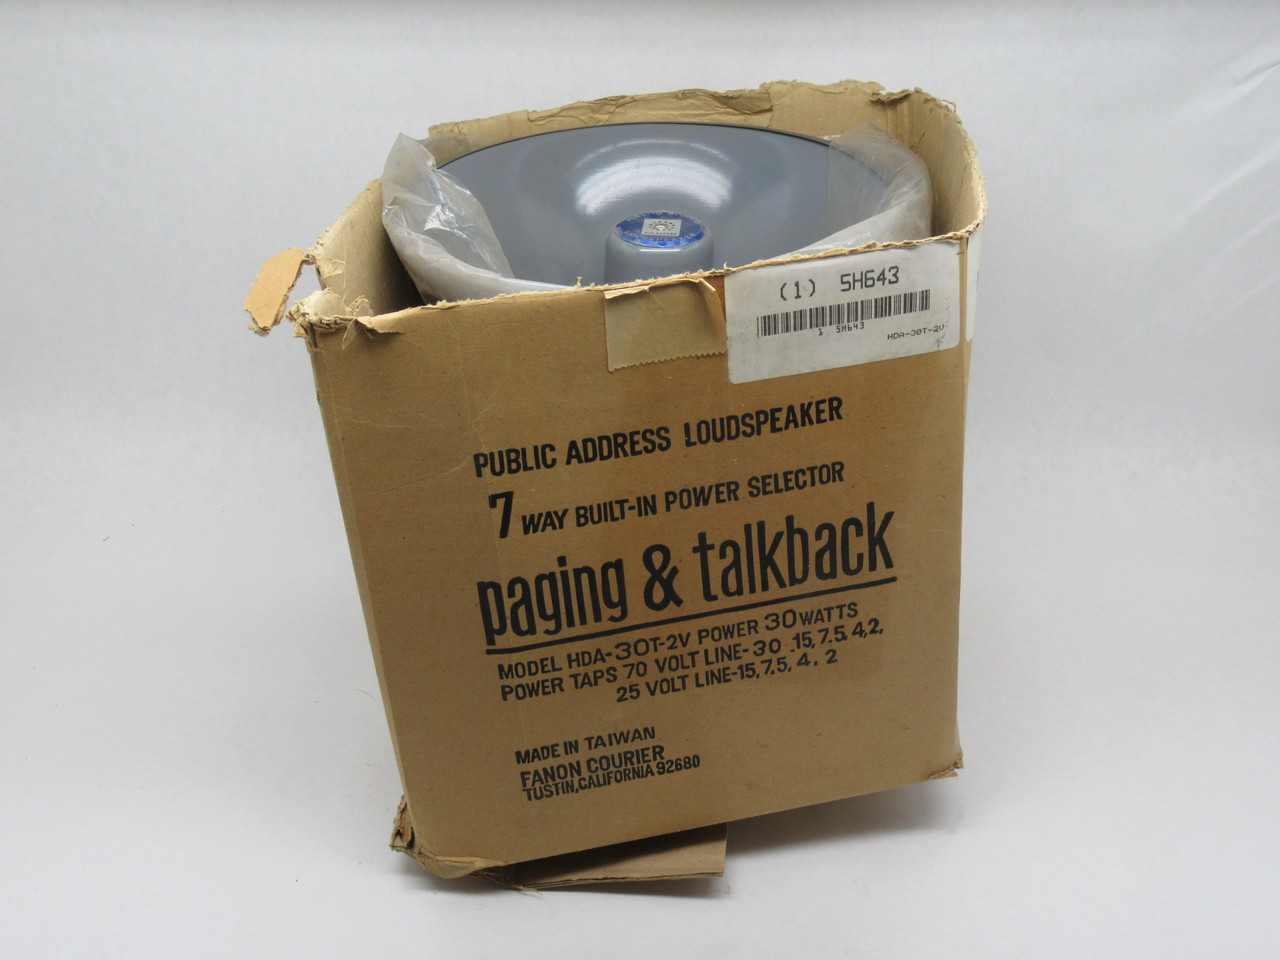 FANON
(1) 5H643
1 5H643
HDA-30T-2V
PUBLIC ADDRESS LOUDSPEAKER
7 WAY BUILT-IN POWER SELECTOR
paging & talkback
MODEL HDA-30T-2V POWER 30 WATTS
POWER TAPS 70 VOLT LINE-30 .15,7.5,4,2,
25 VOLT LINE-15,7.5, 4, 2
MADE IN TAIWAN
FANON COURIER
TUSTIN,CALIFORNIA 92680